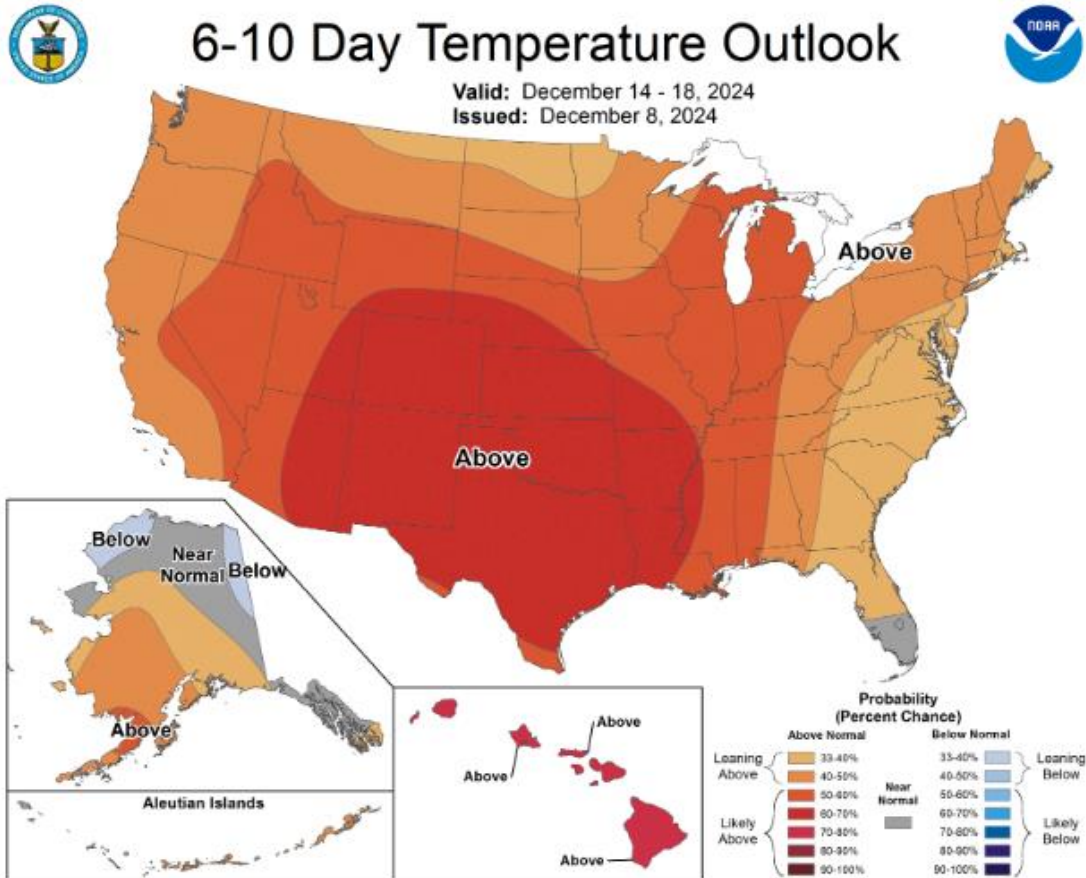 6-10 Day Temperature Outlook
NOAA
Valid: December 14 - 18, 2024
Issued: December 8, 2024
Above
Above
Below
Near
Normal
Below
Above
Aleutian Islands
Above
Above
Above
Probability
(Percent Chance)
Above Normal
Below Normal
Leaning
Above
33-40%
40-50%
Likely
Above
50-60%
60-70%
70-80%
80-90%
90-100%
Near
Normal
33-40%
40-50%
Leaning
Below
50-60%
60-70%
70-80%
80-90%
90-100%
Likely
Below